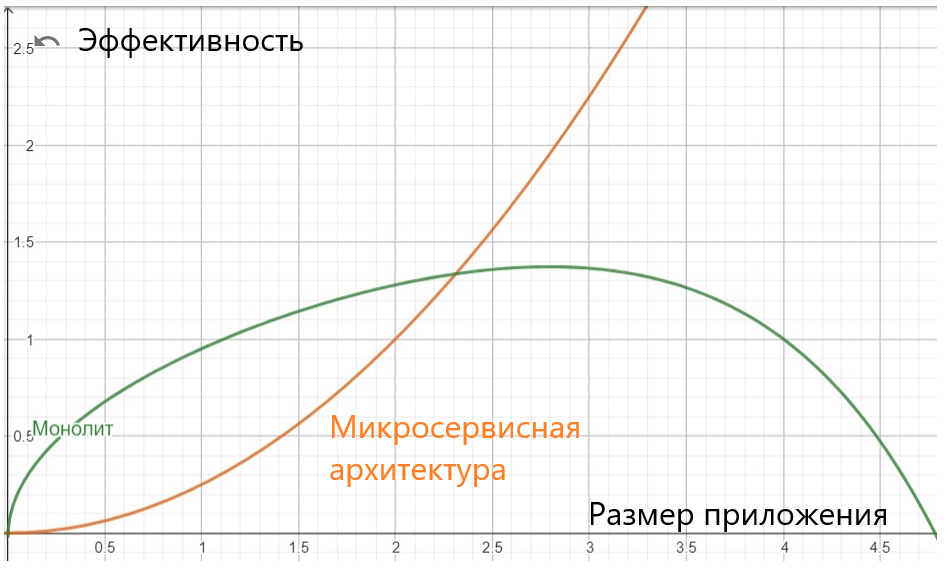 2.5
Эффективность
2
1.5
1
0.5
Монолит
Микросервисная
архитектура
Размер приложения
0.5 1 1.5 2 2.5 3 3.5 4 4.5